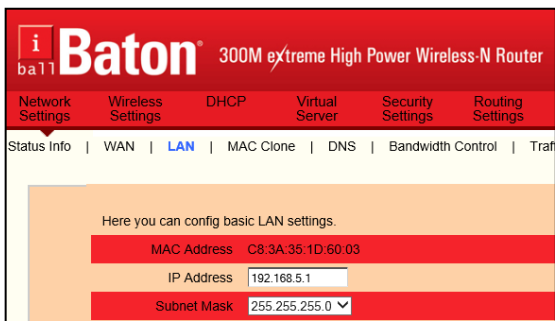 i ball Baton® 300M eXtreme High Power Wireless-N Router
Network Settings Wireless Settings DHCP Virtual Server Security Settings Routing Settings
Status Info | WAN | LAN | MAC Clone | DNS | Bandwidth Control |
Here you can config basic LAN settings.
MAC Address C8:3A:35:1D:60:03
IP Address 192.168.5.1
Subnet Mask 255.255.255.0